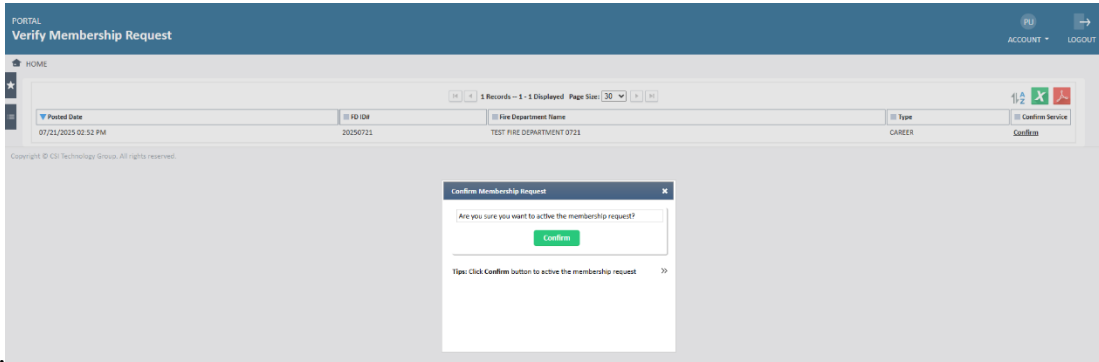 PORTAL
Verify Membership Request
PU
ACCOUNT
LOGOUT
HOME
1 Records -- 1 - 1 Displayed Page Size: 30
Posted Date FD ID# Fire Department Name Type Confirm Service
07/21/2025 02:52 PM 20250721 TEST FIRE DEPARTMENT 0721 CAREER Confirm
Copyright © CSI Technology Group. All rights reserved.
Confirm Membership Request
Are you sure you want to active the membership request?
Confirm
Tips: Click Confirm button to active the membership request